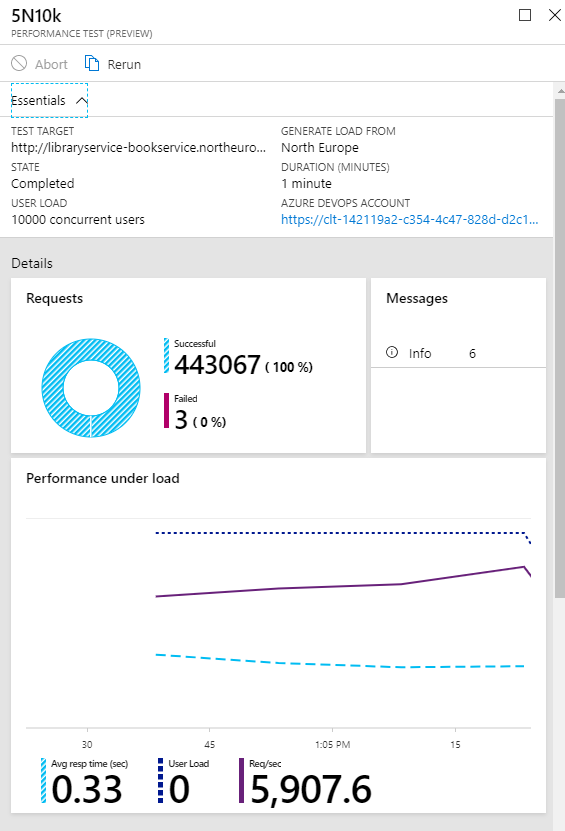 5N10k
PERFORMANCE TEST (PREVIEW)
Abort Rerun
Essentials
TEST TARGET
http://libraryservice-bookservice.northeuro...
GENERATE LOAD FROM
North Europe
STATE
Completed
DURATION (MINUTES)
1 minute
USER LOAD
10000 concurrent users
AZURE DEVOPS ACCOUNT
https://clt-142119a2-c354-4c47-828d-d2c1...
Details
Requests
Successful
443067 ( 100 %)
Failed
3 ( 0 %)
Messages
Info 6
Performance under load
30 45 1:05 PM 15
Avg resp time (sec)
0.33
User Load
0
Req/sec
5,907.6